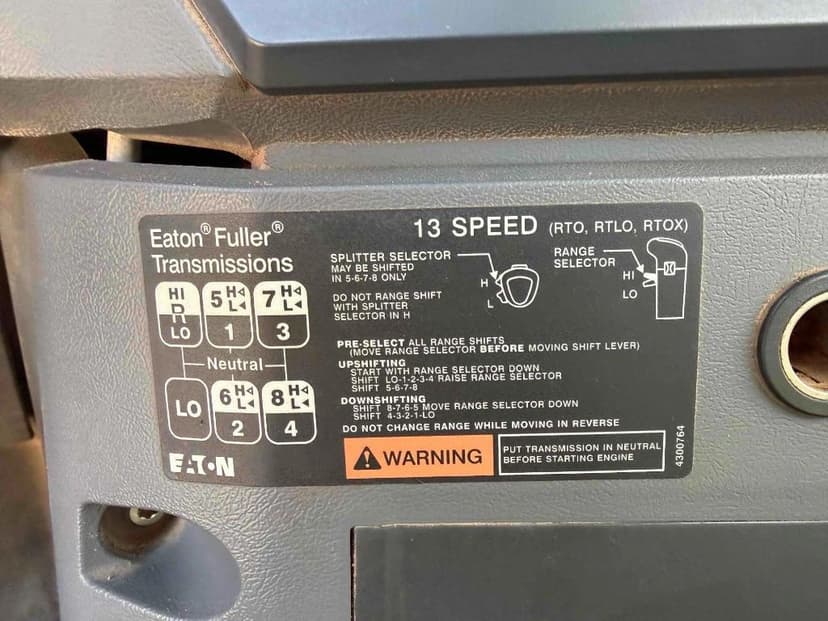 Eaton® Fuller®
Transmissions
13 SPEED (RTO, RTLO, RTOX)
SPLITTER SELECTOR
MAY BE SHIFTED
IN 5-6-7-8 ONLY
DO NOT RANGE SHIFT
WITH SPLITTER
SELECTOR IN H
H
L
RANGE
SELECTOR
HI
LO
HI
R
LO
5 H
L
1
7 H
L
3
Neutral
LO
6 H
L
2
8 H
L
4
PRE-SELECT ALL RANGE SHIFTS
(MOVE RANGE SELECTOR BEFORE MOVING SHIFT LEVER)
UPSHIFTING
START WITH RANGE SELECTOR DOWN
SHIFT LO-1-2-3-4 RAISE RANGE SELECTOR
SHIFT 5-6-7-8
DOWNSHIFTING
SHIFT 8-7-6-5 MOVE RANGE SELECTOR DOWN
SHIFT 4-3-2-1-LO
DO NOT CHANGE RANGE WHILE MOVING IN REVERSE
EATON
WARNING
PUT TRANSMISSION IN NEUTRAL
BEFORE STARTING ENGINE
4300764